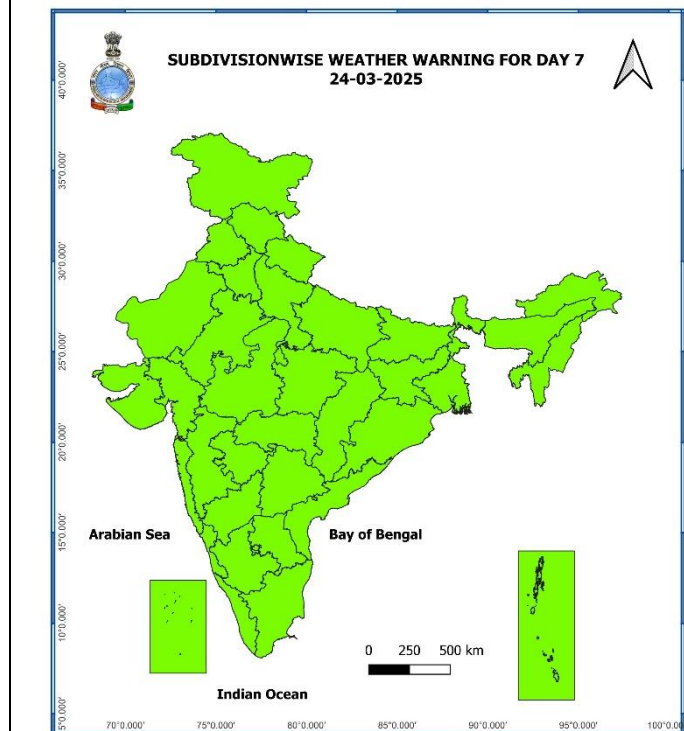 SUBDIVISIONWISE WEATHER WARNING FOR DAY 7
24-03-2025
40°0.000'
35°0.000'
30°0.000'
25°0.000'
20°0.000'
15°0.000'
10°0.000'
5°0.000'
Arabian Sea
Bay of Bengal
0 250 500 km
Indian Ocean
70°0.000' 75°0.000' 80°0.000' 85°0.000' 90°0.000' 95°0.000' 100°0.00